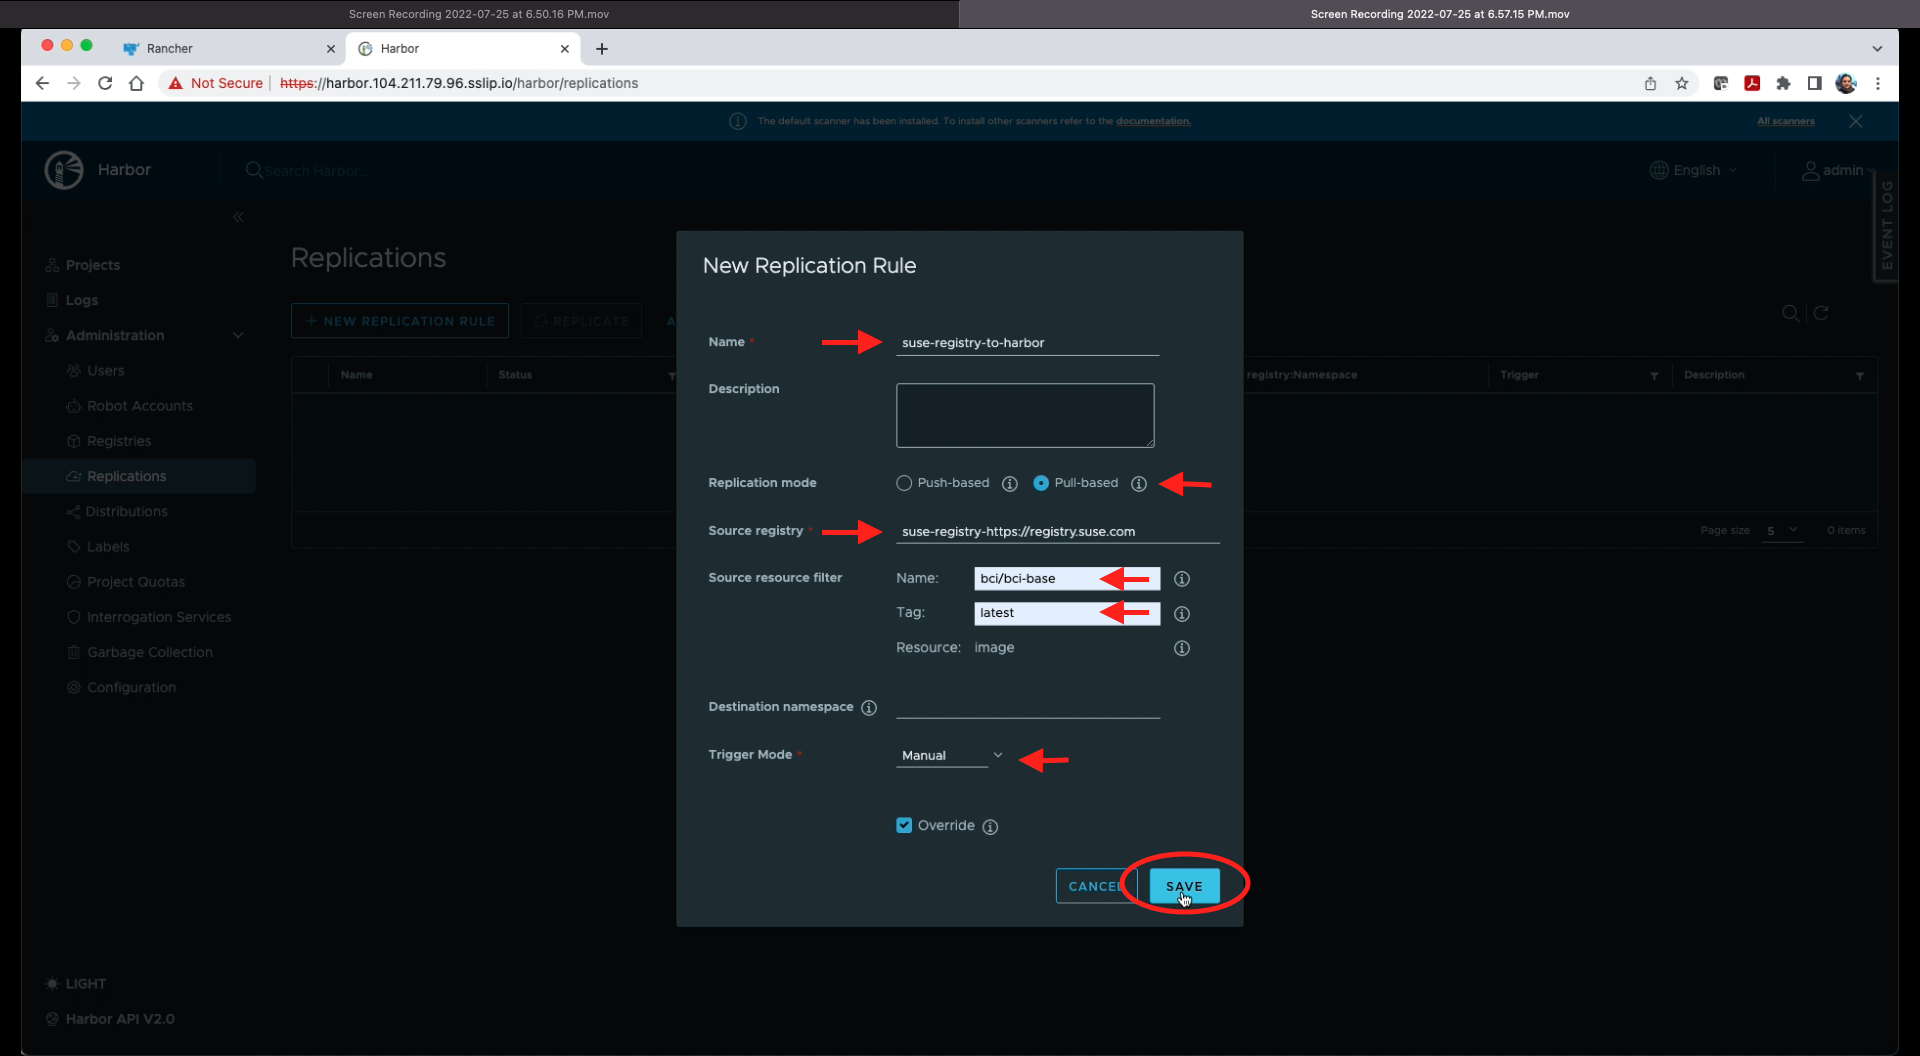 Screen Recording 2022-07-25 at 6.50.16 PM.mov
Screen Recording 2022-07-25 at 6.57.15 PM.mov
Rancher
Harbor
Not Secure
https://harbor.104.211.79.96.sslip.io/harbor/replications
The default scanner has been installed. To install other scanners refer to the documentation.
All scanners
Harbor
Search Harbor...
English
admin
EVENT LOG
Projects
Logs
Administration
Users
Robot Accounts
Registries
Replications
Distributions
Labels
Project Quotas
Interrogation Services
Garbage Collection
Configuration
LIGHT
Harbor API V2.0
Replications
NEW REPLICATION RULE
REPLICATE
Name
Status
registry:Namespace
Trigger
Description
Page size 5
0 items
New Replication Rule
Name * suse-registry-to-harbor
Description
Replication mode Push-based Pull-based
Source registry * suse-registry-https://registry.suse.com
Source resource filter Name: bci/bci-base
Tag: latest
Resource: image
Destination namespace
Trigger Mode * Manual
Override
CANCEL
SAVE